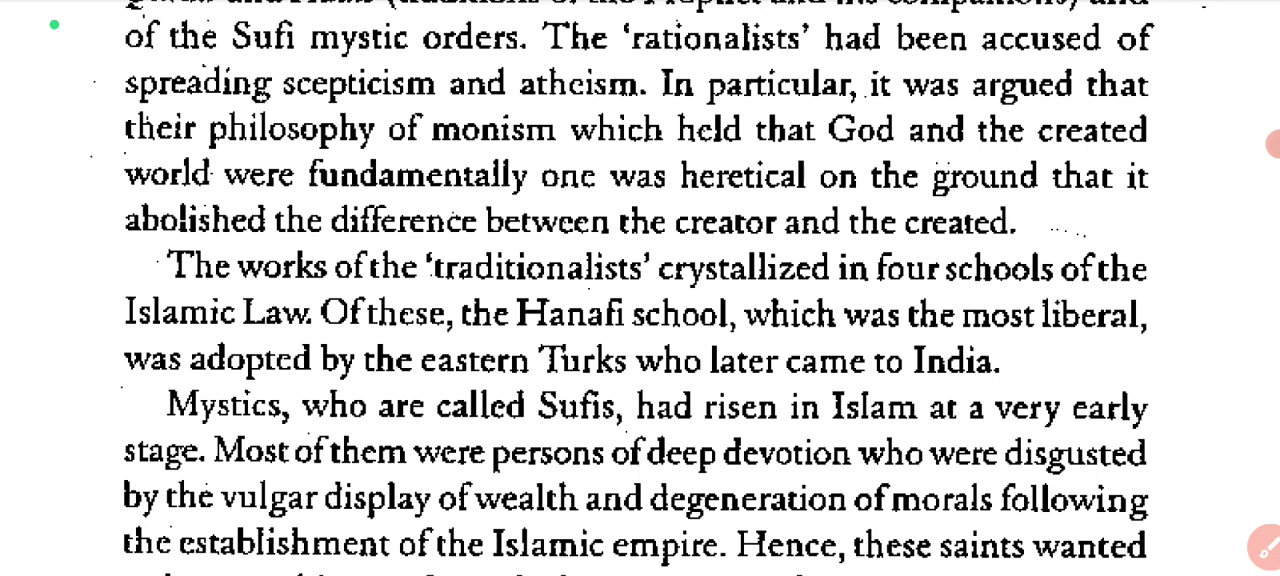 of the Sufi mystic orders. The 'rationalists' had been accused of
spreading scepticism and atheism. In particular, it was argued that
their philosophy of monism which held that God and the created
world were fundamentally one was heretical on the ground that it
abolished the difference between the creator and the created.
The works of the 'traditionalists' crystallized in four schools of the
Islamic Law. Of these, the Hanafi school, which was the most liberal,
was adopted by the eastern Turks who later came to India.
Mystics, who are called Sufis, had risen in Islam at a very early
stage. Most of them were persons of deep devotion who were disgusted
by the vulgar display of wealth and degeneration of morals following
the establishment of the Islamic empire. Hence, these saints wanted